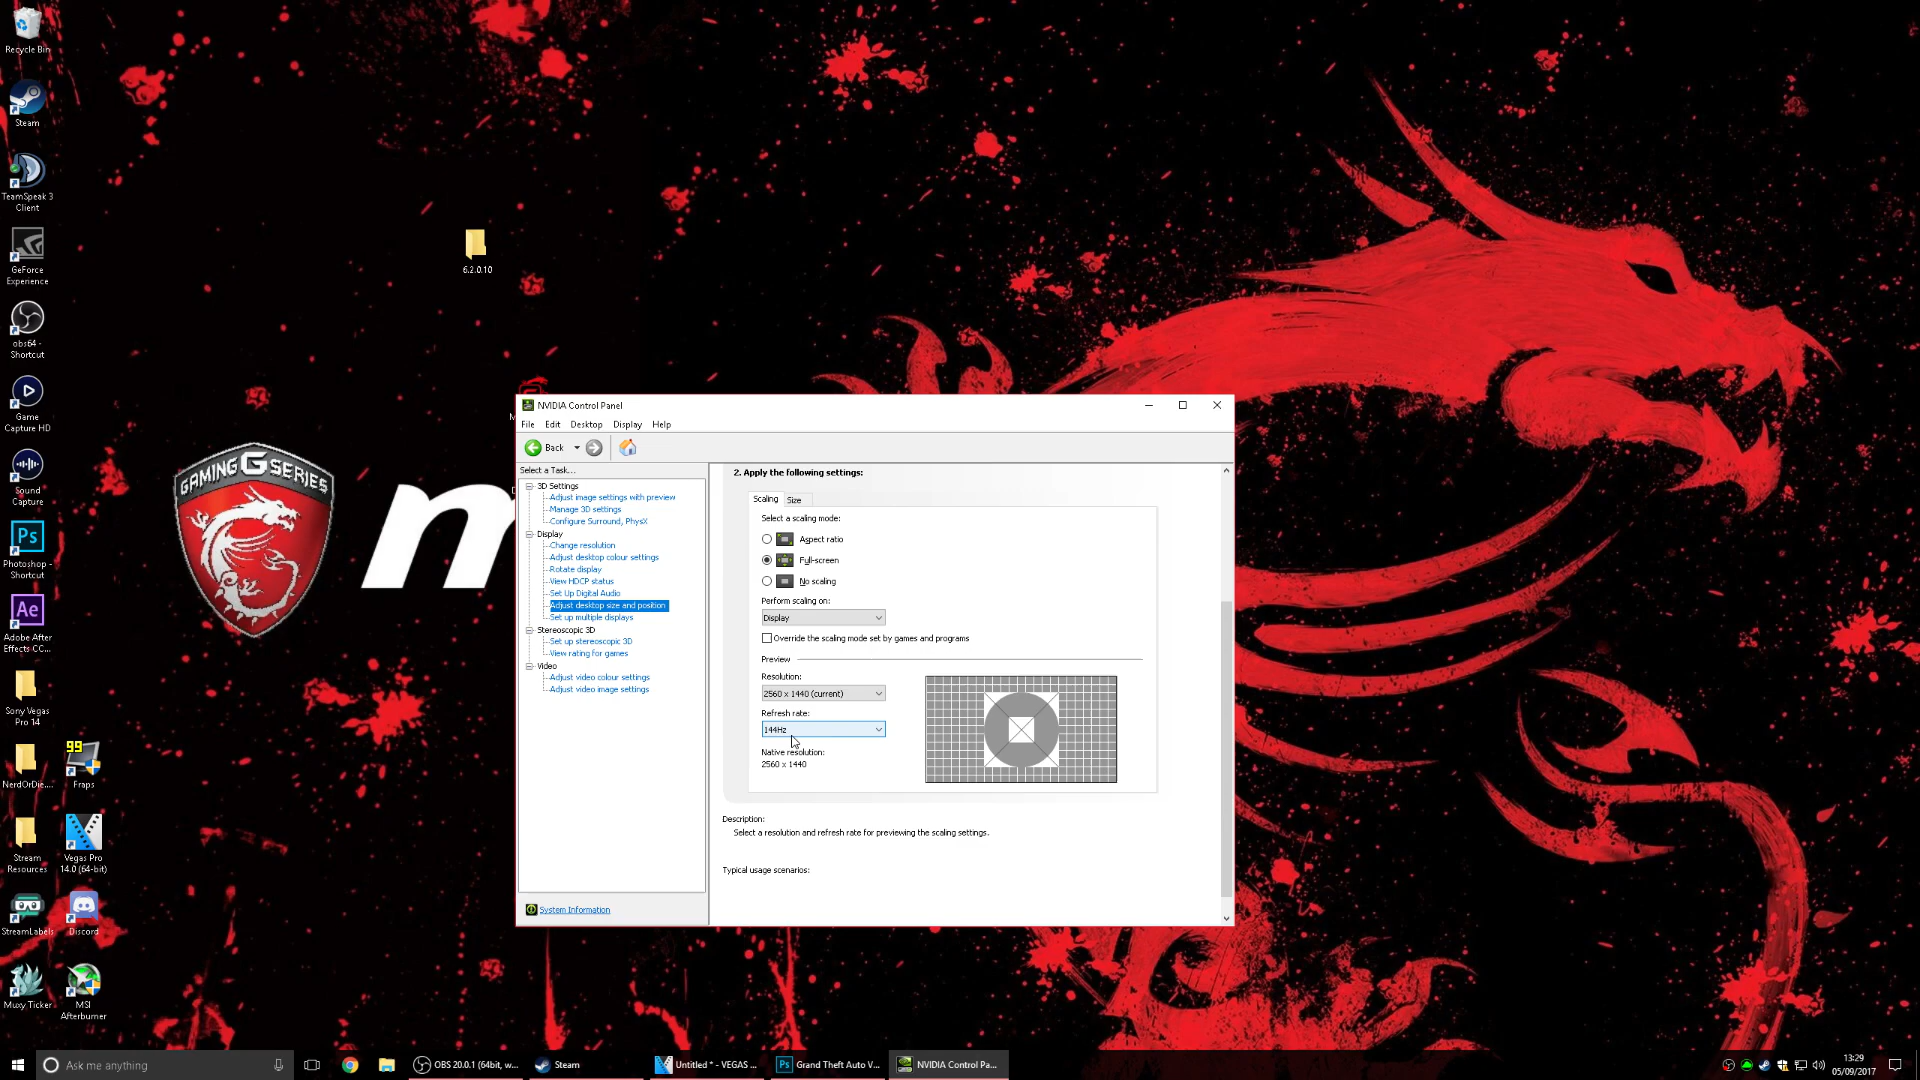 Recycle Bin
Steam
TeamSpeak 3
Client
GeForce
Experience
obs64 -
Shortcut
Game
Capture HD
Sound
Capture
Ps
Photoshop -
Shortcut
Ae
Adobe After
Effects CC...
Sony Vegas
Pro 14
NerdOrDie....
99
Fraps
Stream
Resources
Vegas Pro
14.0 (64-bit)
StreamLabels
Discord
Muxy Ticker
MSI
Afterburner
6.2.0.10
GAMING G SERIES
NVIDIA Control Panel
File Edit Desktop Display Help
Back
Select a Task...
3D Settings
Adjust image settings with preview
Manage 3D settings
Configure Surround, PhysX
Display
Change resolution
Adjust desktop colour settings
Rotate display
View HDCP status
Set Up Digital Audio
Adjust desktop size and position
Set up multiple displays
Stereoscopic 3D
Set up stereoscopic 3D
View rating for games
Video
Adjust video colour settings
Adjust video image settings
System Information
2. Apply the following settings:
Scaling Size
Select a scaling mode:
Aspect ratio
Full-screen
No scaling
Perform scaling on:
Display
Override the scaling mode set by games and programs
Preview
Resolution:
2560 x 1440 (current)
Refresh rate:
144Hz
Native resolution:
2560 x 1440
Description:
Select a resolution and refresh rate for previewing the scaling settings.
Typical usage scenarios:
Ask me anything
OBS 20.0.1 (64bit, w...
Steam
Untitled * - VEGAS ...
Ps
Grand Theft Auto V...
NVIDIA Control Pa...
13:29
05/09/2017